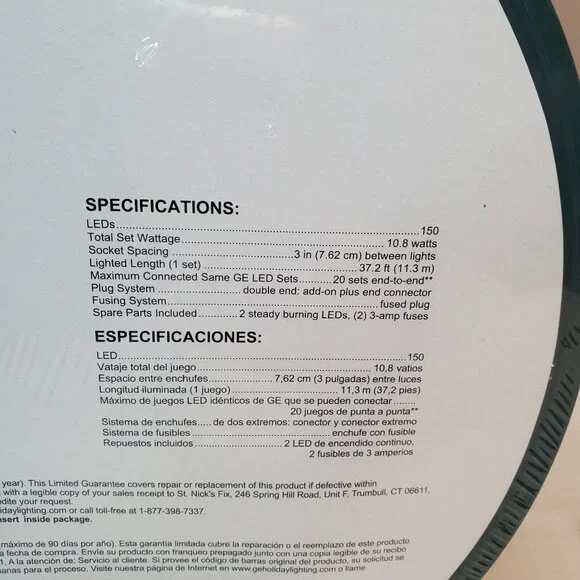 SPECIFICATIONS:
LEDs.......................................................................150
Total Set Wattage................................................ 10.8 watts
Socket Spacing ......................3 in (7.62 cm) between lights
Lighted Length (1 set) ................................... 37.2 ft (11.3 m)
Maximum Connected Same GE LED Sets..........20 sets end-to-end**
Plug System .................... double end: add-on plus end connector
Fusing System....................................................fused plug
Spare Parts Included ..........2 steady burning LEDs, (2) 3-amp fuses
ESPECIFICACIONES:
LED.......................................................................150
Vataje total del juego........................................... 10,8 vatios
Espacio entre enchufes................7,62 cm (3 pulgadas) entre luces
Longitud iluminada (1 juego)........................11,3 m (37,2 pies)
Máximo de juegos LED idénticos de GE que se pueden conectar ........
20 juegos de punta a punta**
Sistema de enchufes..... de dos extremos: conector y conector extremo
Sistema de fusibles .................................. enchufe con fusible
Repuestos incluidos ......................2 LED de encendido continuo,
2 fusibles de 3 amperios
year). This Limited Guarantee covers repair or replacement of this product if defective within
with a legible copy of your sales receipt to St. Nick's Fix, 246 Spring Hill Road, Unit F, Trumbull, CT 06611.
edite your request.
idaylighting.com or call toll-free at 1-877-398-7337.
nsert inside package.
máximo de 90 días por año). Esta garantía limitada cubre la reparación o el reemplazo de este producto
a fecha de compra. Envíe su producto con franqueo prepagado junto con una copia legible de su recibo
1, A la atención de: Servicio al cliente. Si provee el código de barras original del producto, su solicitud se
panas para el proceso. Visite nuestra página de Internet en www.geholidaylighting.com o llame